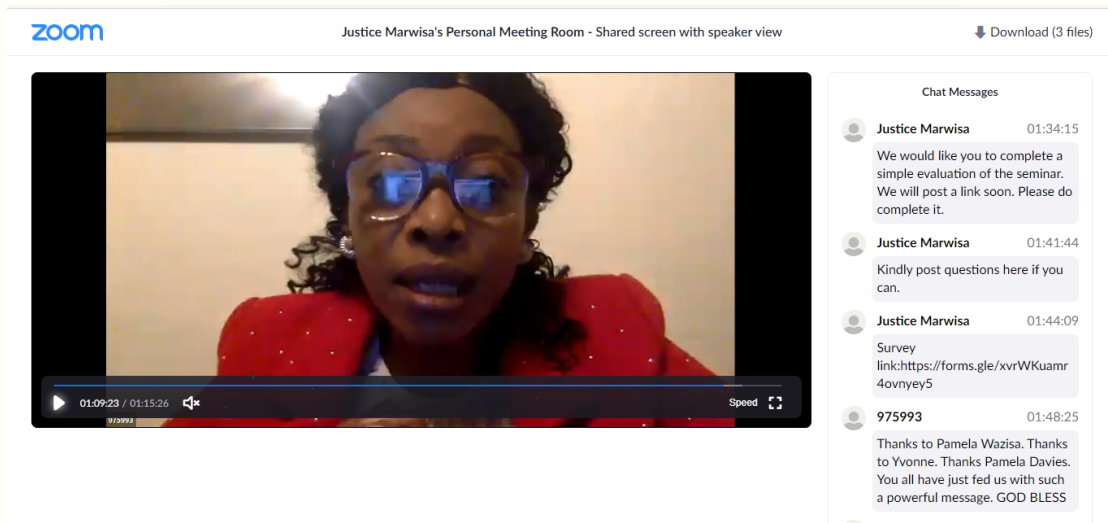 zoom
Justice Marwisa's Personal Meeting Room - Shared screen with speaker view
Download (3 files)
01:09:23 / 01:15:26
Speed
975993
Chat Messages
Justice Marwisa 01:34:15
We would like you to complete a
simple evaluation of the seminar.
We will post a link soon. Please do
complete it.
Justice Marwisa 01:41:44
Kindly post questions here if you
can.
Justice Marwisa 01:44:09
Survey
link:https://forms.gle/xvrWKuamr
4ovnyey5
975993 01:48:25
Thanks to Pamela Wazisa. Thanks
to Yvonne. Thanks Pamela Davies.
You all have just fed us with such
a powerful message. GOD BLESS